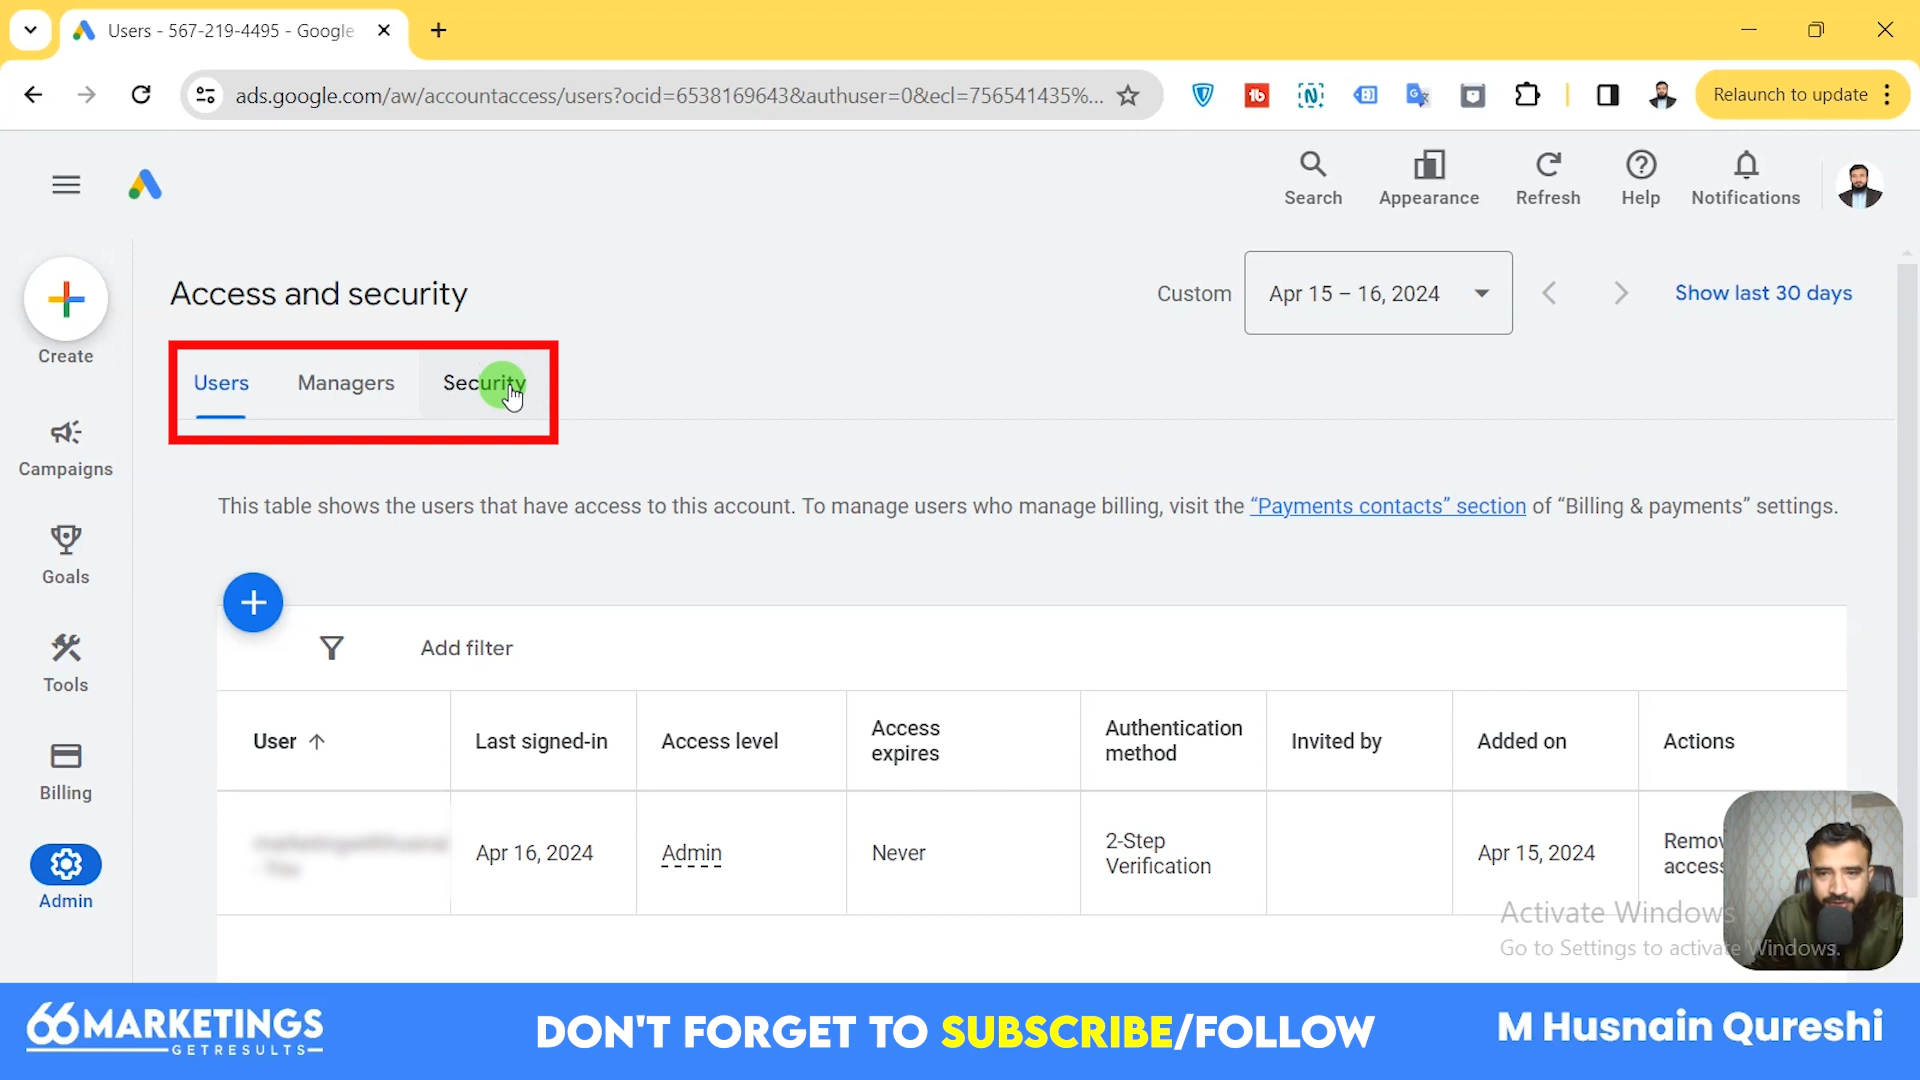 Users - 567-219-4495 - Google
ads.google.com/aw/accountaccess/users?ocid=6538169643&authuser=0&ecl=756541435%...
Relaunch to update
Search
Appearance
Refresh
Help
Notifications
Create
Campaigns
Goals
Tools
Billing
Admin
Access and security
Custom
Apr 15 – 16, 2024
Show last 30 days
Users
Managers
Security
This table shows the users that have access to this account. To manage users who manage billing, visit the “Payments contacts” section of “Billing & payments” settings.
Add filter
User
Last signed-in
Access level
Access
expires
Authentication
method
Invited by
Added on
Actions
Apr 16, 2024
Admin
Never
2-Step
Verification
Apr 15, 2024
Activate Windows
Go to Settings to activate Windows.
66 MARKETINGS
GETRESULTS
DON'T FORGET TO SUBSCRIBE/FOLLOW
M Husnain Qureshi